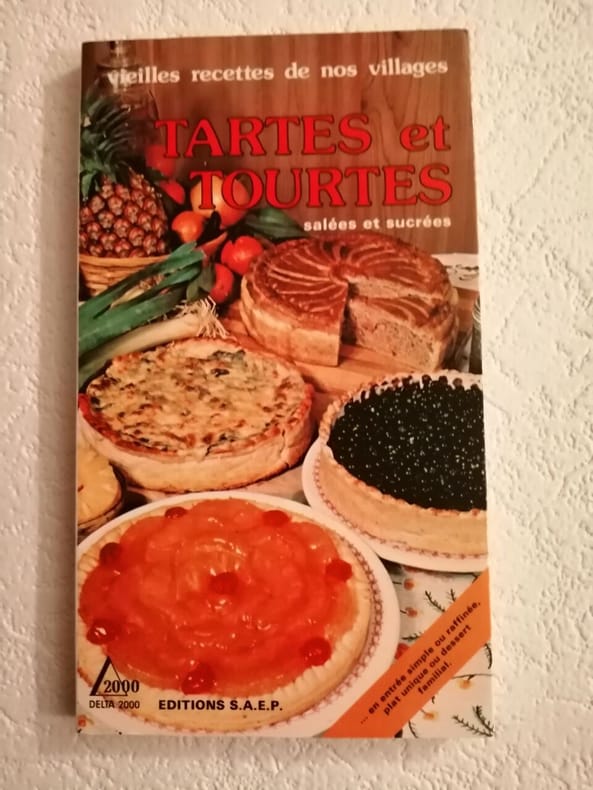 vieilles recettes de nos villages
TARTES et
TOURTES
salées et sucrées
... en entrée simple ou raffinée,
plat unique ou dessert
familial.
2000
DELTA 2000
EDITIONS S.A.E.P.